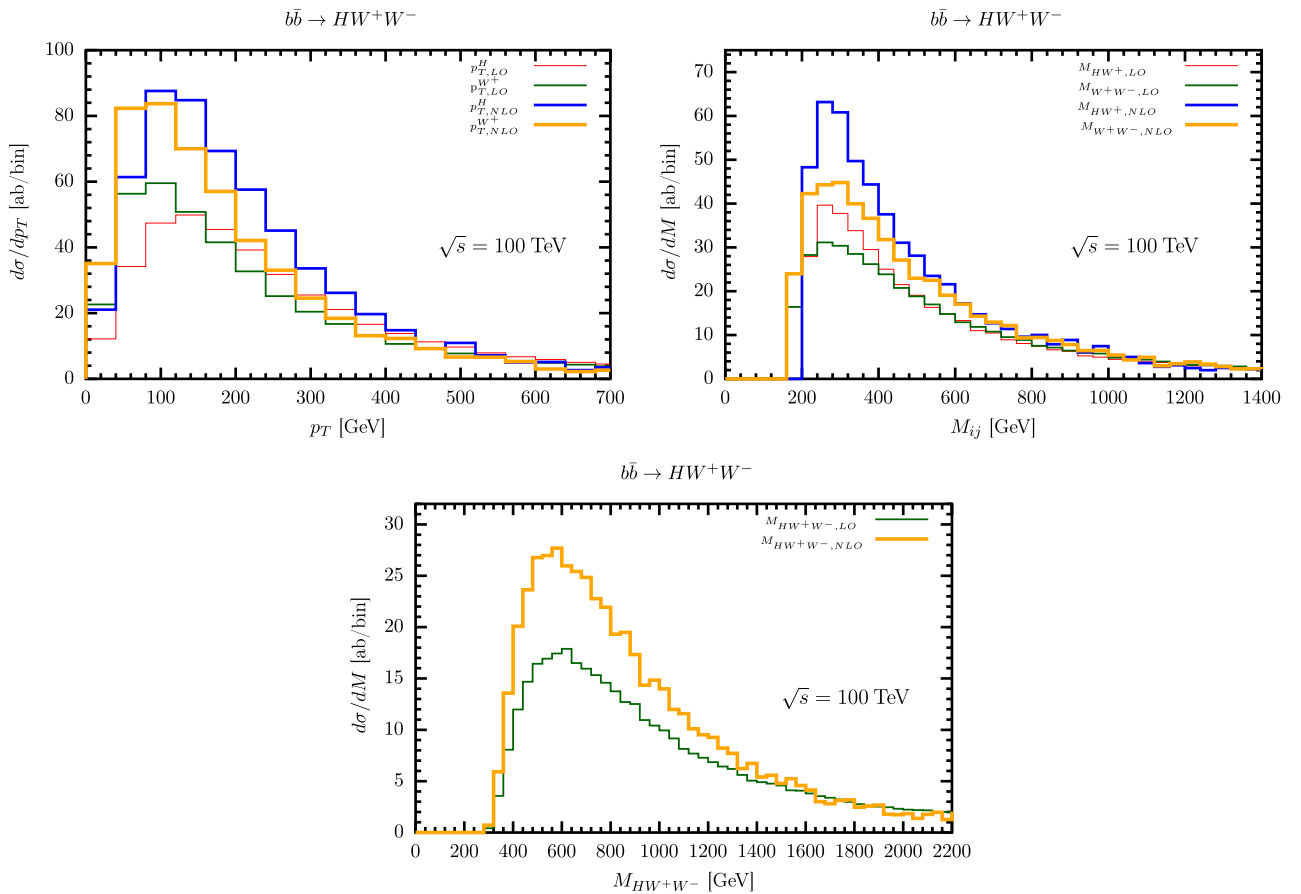 b b̄ → HW⁺W⁻
100
80
60
40
20
0
0 100 200 300 400 500 600 700
dσ/dp_T [ab/bin]
p_T [GeV]
p^H_{T,LO}
p^{W⁺}_{T,LO}
p^H_{T,NLO}
p^{W⁺}_{T,NLO}
√s = 100 TeV
b b̄ → HW⁺W⁻
70
60
50
40
30
20
10
0
0 200 400 600 800 1000 1200 1400
dσ/dM [ab/bin]
M_{ij} [GeV]
M_{HW⁺,LO}
M_{W⁺W⁻,LO}
M_{HW⁺,NLO}
M_{W⁺W⁻,NLO}
√s = 100 TeV
b b̄ → HW⁺W⁻
30
25
20
15
10
5
0
0 200 400 600 800 1000 1200 1400 1600 1800 2000 2200
dσ/dM [ab/bin]
M_{HW⁺W⁻} [GeV]
M_{HW⁺W⁻,LO}
M_{HW⁺W⁻,NLO}
√s = 100 TeV